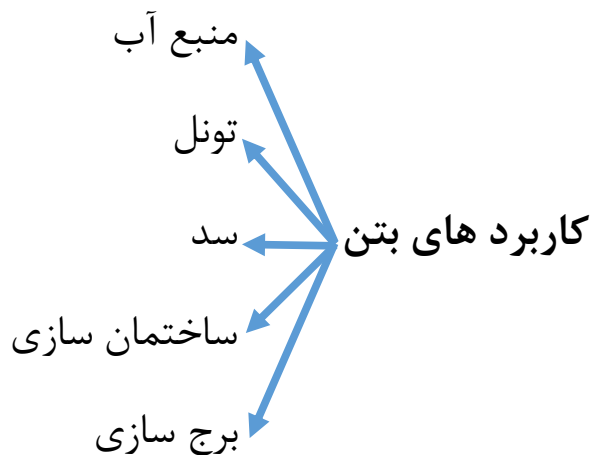 کاربرد های بتن
منبع آب
تونل
سد
ساختمان سازی
برج سازی